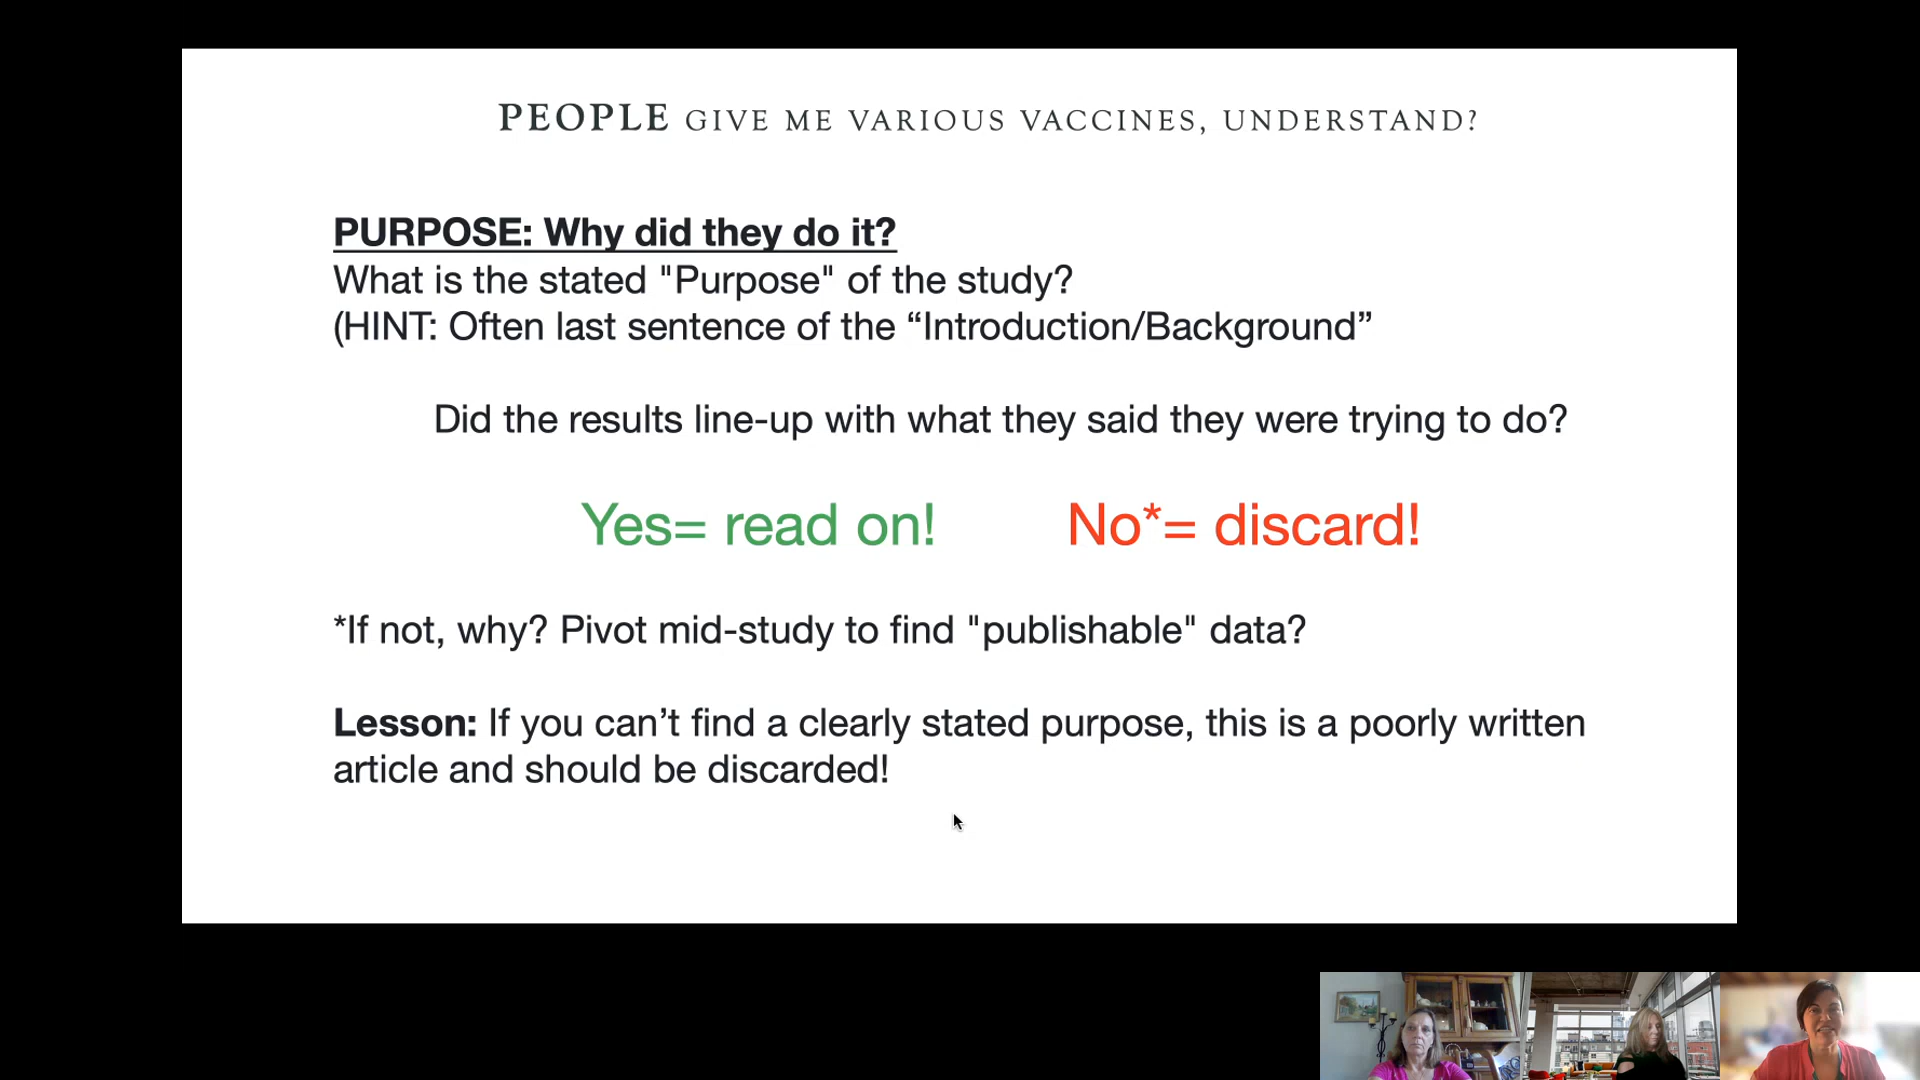 PEOPLE GIVE ME VARIOUS VACCINES, UNDERSTAND?
PURPOSE: Why did they do it?
What is the stated "Purpose" of the study?
(HINT: Often last sentence of the “Introduction/Background”
Did the results line-up with what they said they were trying to do?
Yes= read on! No*= discard!
*If not, why? Pivot mid-study to find "publishable" data?
Lesson: If you can’t find a clearly stated purpose, this is a poorly written
article and should be discarded!